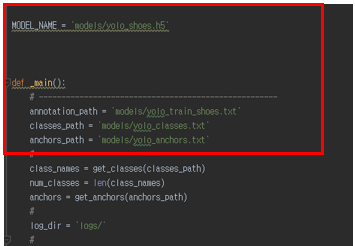 MODEL_NAME = 'models/yolo_shoes.h5'
def _main():
# --------------------------------------------------
annotation_path = 'models/yolo_train_shoes.txt'
classes_path = 'models/yolo_classes.txt'
anchors_path = 'models/yolo_anchors.txt'
#
class_names = get_classes(classes_path)
num_classes = len(class_names)
anchors = get_anchors(anchors_path)
#
log_dir = 'logs/'
#